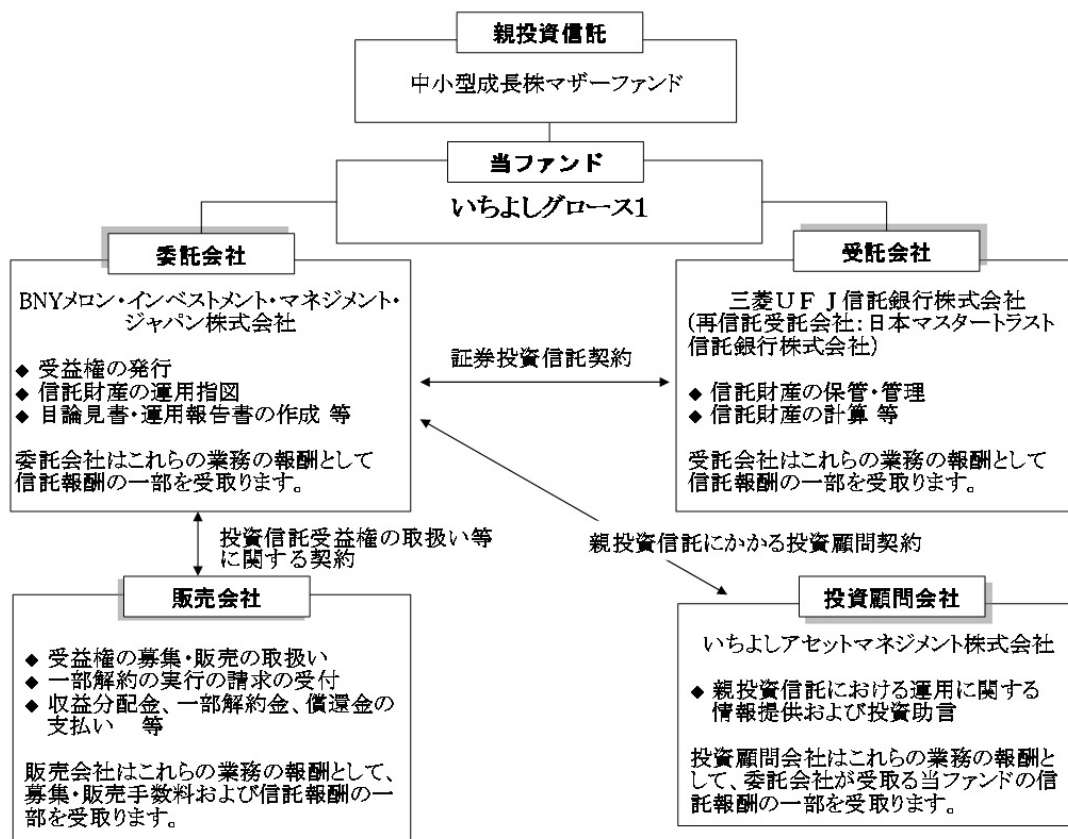 親投資信託
中小型成長株マザーファンド
当ファンド
いちよしグロース1
委託会社
BNYメロン・インベストメント・マネジメント・
ジャパン株式会社
◆ 受益権の発行
◆ 信託財産の運用指図
◆ 目論見書・運用報告書の作成 等
委託会社はこれらの業務の報酬として
信託報酬の一部を受取ります。
証券投資信託契約
受託会社
三菱UFJ信託銀行株式会社
(再信託受託会社:日本マスタートラスト
信託銀行株式会社)
◆ 信託財産の保管・管理
◆ 信託財産の計算 等
受託会社はこれらの業務の報酬として
信託報酬の一部を受取ります。
投資信託受益権の取扱い等
に関する契約
親投資信託にかかる投資顧問契約
販売会社
◆ 受益権の募集・販売の取扱い
◆ 一部解約の実行の請求の受付
◆ 収益分配金、一部解約金、償還金の
支払い 等
販売会社はこれらの業務の報酬として、
募集・販売手数料および信託報酬の一
部を受取ります。
投資顧問会社
いちよしアセットマネジメント株式会社
◆ 親投資信託における運用に関する
情報提供および投資助言
投資顧問会社はこれらの業務の報酬と
して、委託会社が受取る当ファンドの信
託報酬の一部を受取ります。